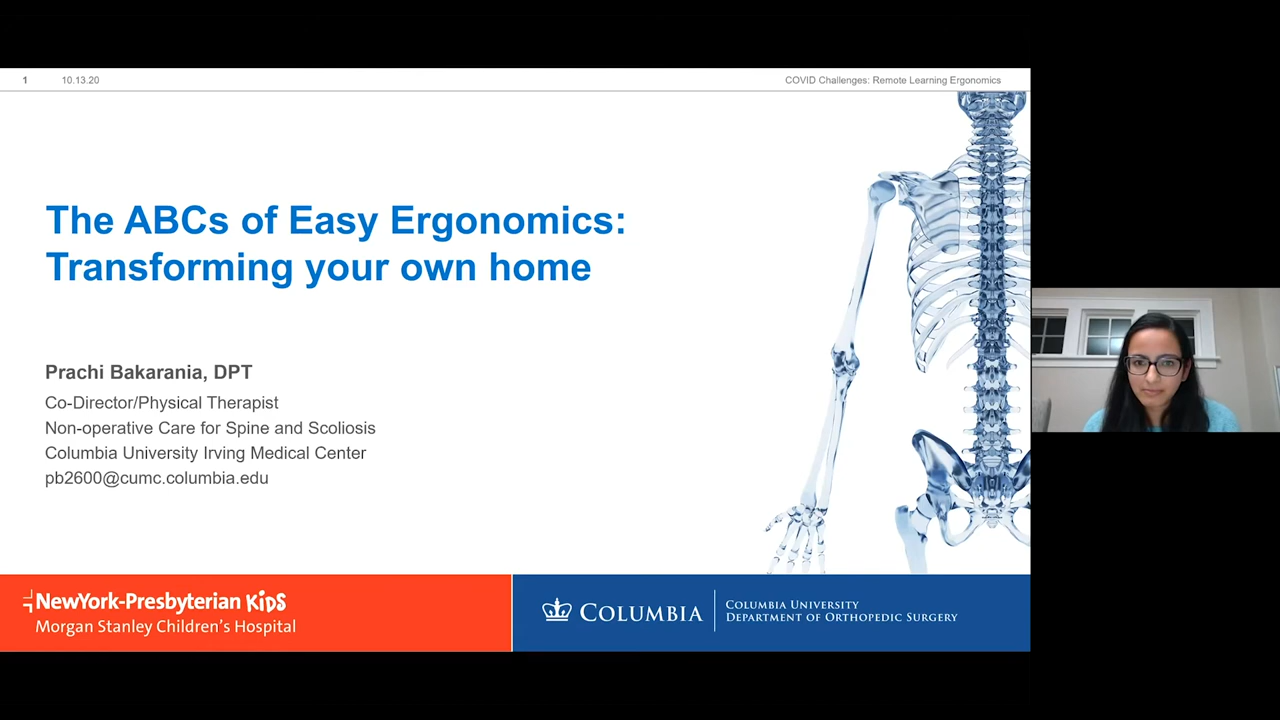 1 10.13.20 COVID Challenges: Remote Learning Ergonomics
The ABCs of Easy Ergonomics:
Transforming your own home
Prachi Bakarania, DPT
Co-Director/Physical Therapist
Non-operative Care for Spine and Scoliosis
Columbia University Irving Medical Center
pb2600@cumc.columbia.edu
NewYork-Presbyterian KiDS
Morgan Stanley Children's Hospital
COLUMBIA
COLUMBIA UNIVERSITY
DEPARTMENT OF ORTHOPEDIC SURGERY